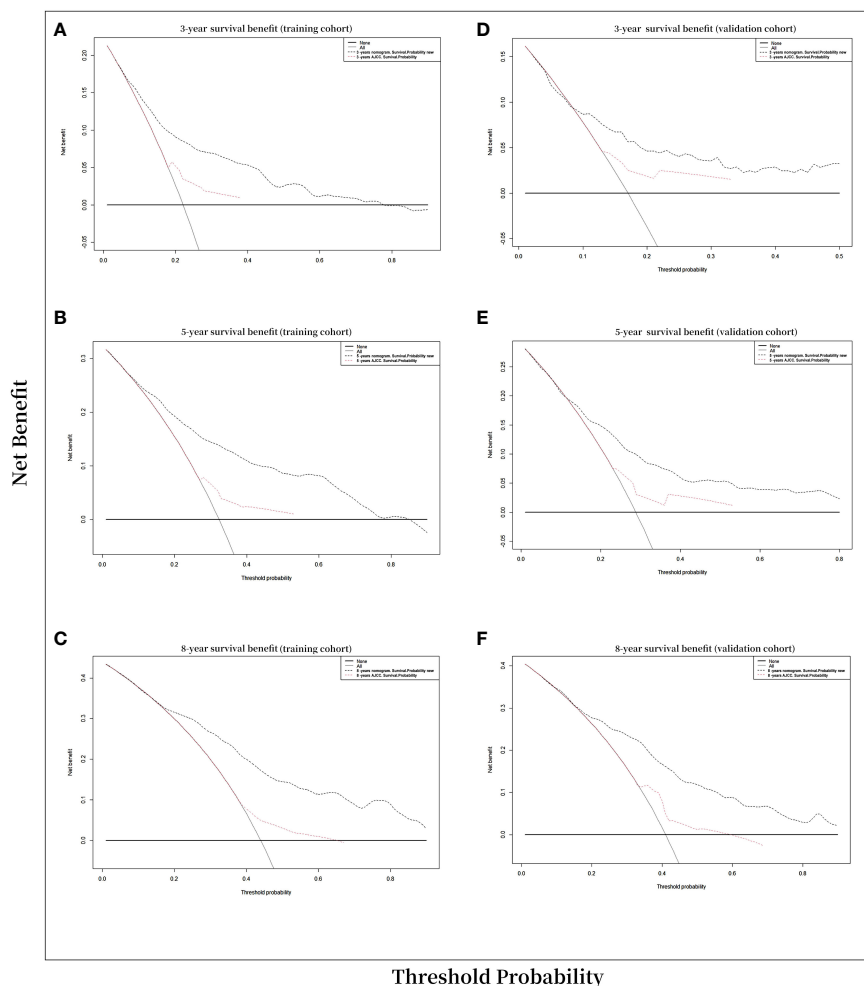 Net Benefit
A
3-year survival benefit (training cohort)
None
All
3-years nomogram. Survival.Probability new
3-years AJCC. Survival.Probability
Net benefit
0.20
0.15
0.10
0.05
0.00
-0.05
0.0 0.2 0.4 0.6 0.8
Threshold probability
B
5-year survival benefit (training cohort)
None
All
5-years nomogram. Survival.Probability new
5-years AJCC. Survival.Probability
Net benefit
0.3
0.2
0.1
0.0
0.0 0.2 0.4 0.6 0.8
Threshold probability
C
8-year survival benefit (training cohort)
None
All
8-years nomogram. Survival.Probability new
8-years AJCC. Survival.Probability
Net benefit
0.4
0.3
0.2
0.1
0.0
0.0 0.2 0.4 0.6 0.8
Threshold probability
D
3-year survival benefit (validation cohort)
None
All
3-years nomogram. Survival.Probability new
3-years AJCC. Survival.Probability
Net benefit
0.15
0.10
0.05
0.00
-0.05
0.0 0.1 0.2 0.3 0.4 0.5
Threshold probability
E
5-year survival benefit (validation cohort)
None
All
5-years nomogram. Survival.Probability new
5-years AJCC. Survival.Probability
Net benefit
0.25
0.20
0.15
0.10
0.05
0.00
-0.05
0.0 0.2 0.4 0.6 0.8
Threshold probability
F
8-year survival benefit (validation cohort)
None
All
8-years nomogram. Survival.Probability new
8-years AJCC. Survival.Probability
Net benefit
0.4
0.3
0.2
0.1
0.0
0.0 0.2 0.4 0.6 0.8
Threshold probability
Threshold Probability